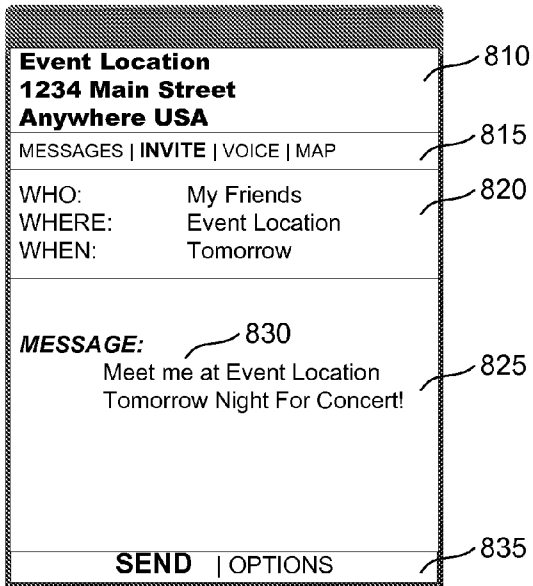 Event Location
1234 Main Street
Anywhere USA
810
MESSAGES | INVITE | VOICE | MAP
815
WHO: My Friends
820
WHERE: Event Location
WHEN: Tomorrow
MESSAGE:
830
Meet me at Event Location
825
Tomorrow Night For Concert!
SEND | OPTIONS
835